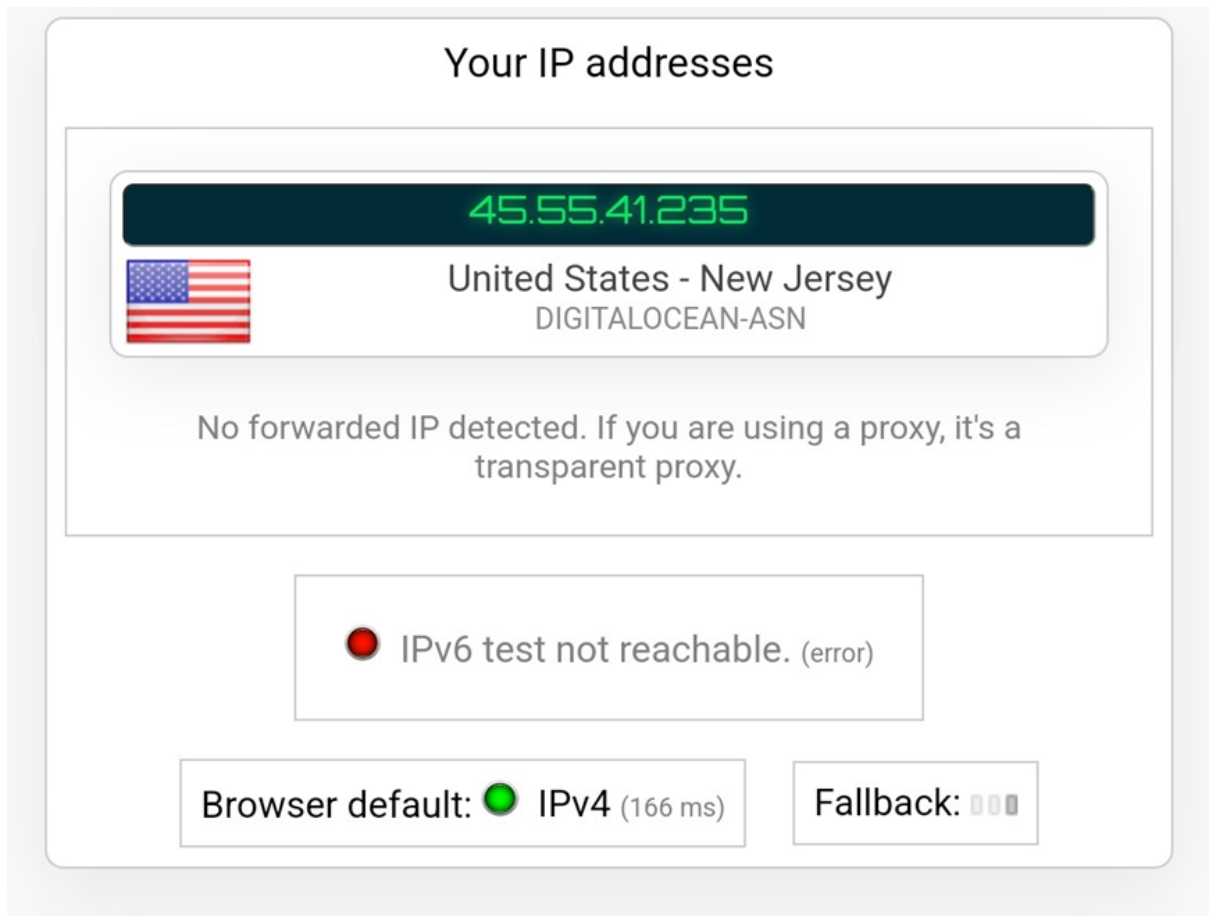 Your IP addresses
45.55.41.235
United States - New Jersey
DIGITALOCEAN-ASN
No forwarded IP detected. If you are using a proxy, it's a
transparent proxy.
IPv6 test not reachable. (error)
Browser default: IPv4 (166 ms)
Fallback: